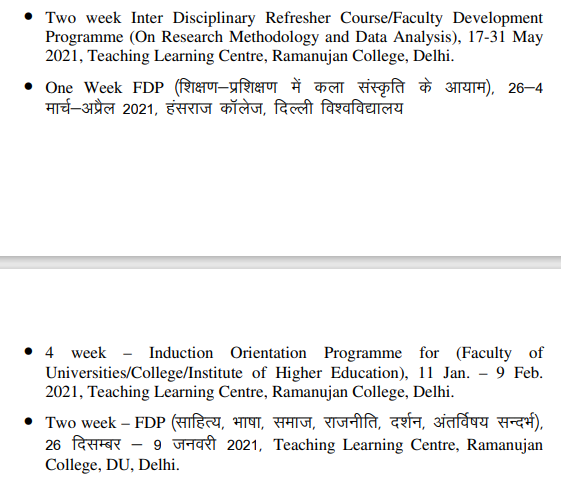 • Two week Inter Disciplinary Refresher Course/Faculty Development
Programme (On Research Methodology and Data Analysis), 17-31 May
2021, Teaching Learning Centre, Ramanujan College, Delhi.
• One Week FDP (शिक्षण–प्रशिक्षण में कला संस्कृति के आयाम), 26–4
मार्च–अप्रैल 2021, हंसराज कॉलेज, दिल्ली विश्वविद्यालय
• 4 week – Induction Orientation Programme for (Faculty of
Universities/College/Institute of Higher Education), 11 Jan. – 9 Feb.
2021, Teaching Learning Centre, Ramanujan College, Delhi.
• Two week – FDP (साहित्य, भाषा, समाज, राजनीति, दर्शन, अंतर्विषय सन्दर्भ),
26 दिसम्बर – 9 जनवरी 2021, Teaching Learning Centre, Ramanujan
College, DU, Delhi.